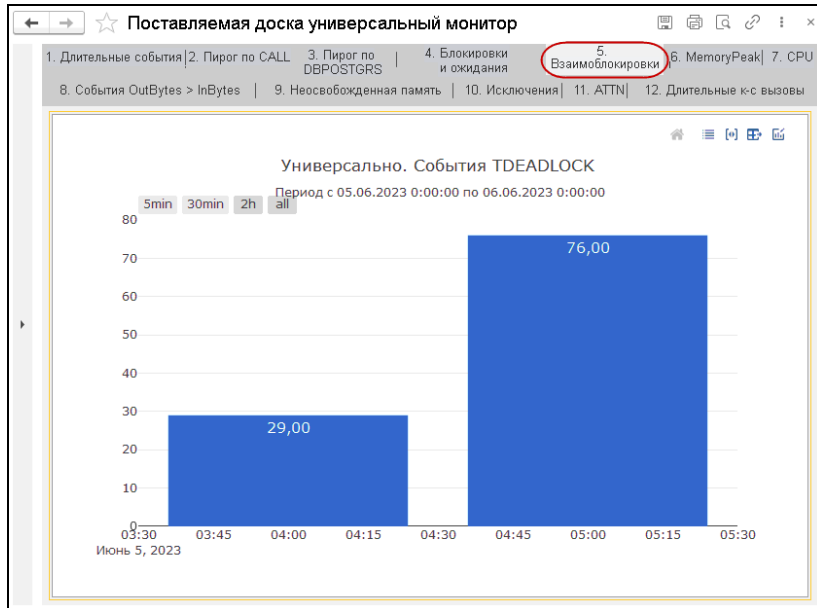 Поставляемая доска универсальный монитор
1. Длительные события| 2. Пирог по CALL 3. Пирог по DBPOSTGRS | 4. Блокировки и ожидания 5. Взаимоблокировки 6. MemoryPeak| 7. CPU
8. События OutBytes > InBytes | 9. Неосвобожденная память | 10. Исключения| 11. ATTN| 12. Длительные к-с вызовы
Универсально. События TDEADLOCK
Период с 05.06.2023 0:00:00 по 06.06.2023 0:00:00
5min 30min 2h all
80
70
76,00
60
50
40
30
29,00
20
10
0
03:30 03:45 04:00 04:15 04:30 04:45 05:00 05:15 05:30
Июнь 5, 2023